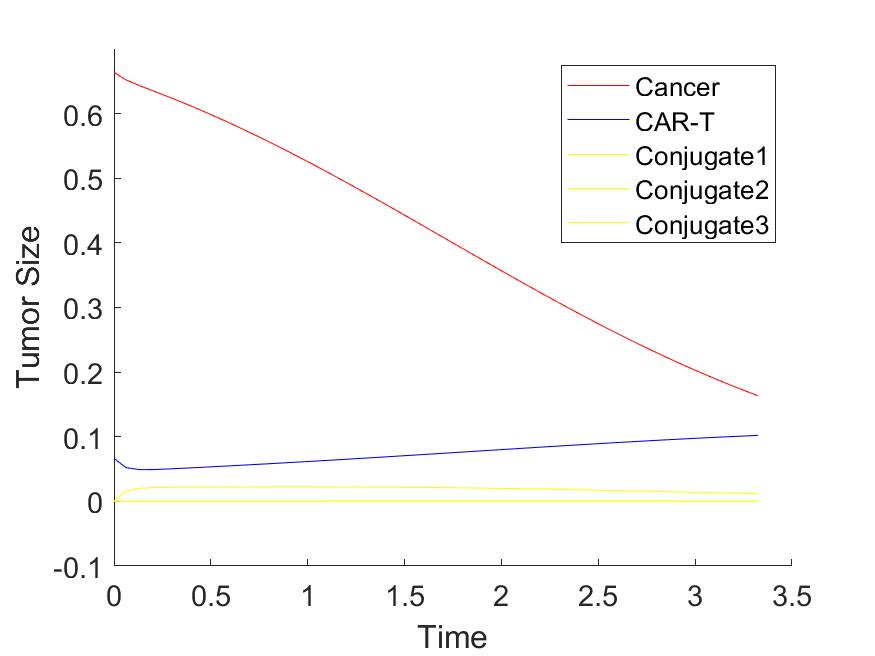 Cancer
CAR-T
Conjugate1
Conjugate2
Conjugate3
0.6
0.5
0.4
0.3
0.2
0.1
0
-0.1
Tumor Size
0 0.5 1 1.5 2 2.5 3 3.5
Time